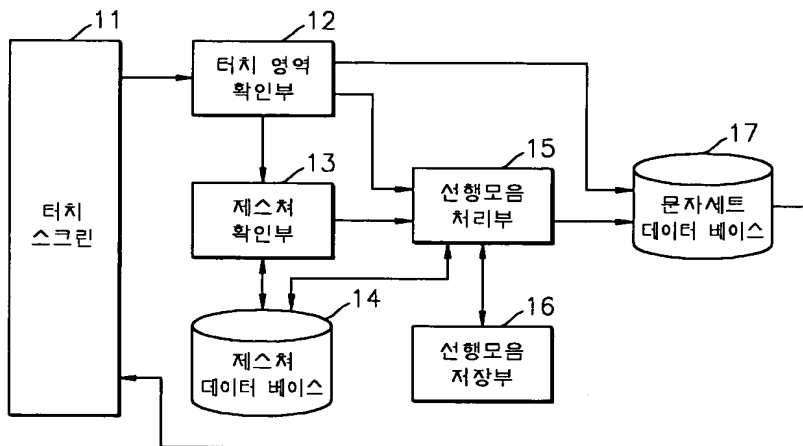 11
터치
스크린
12
터치 영역
확인부
13
제스쳐
확인부
14
제스쳐
데이터 베이스
15
선행모음
처리부
16
선행모음
저장부
17
문자세트
데이터 베이스